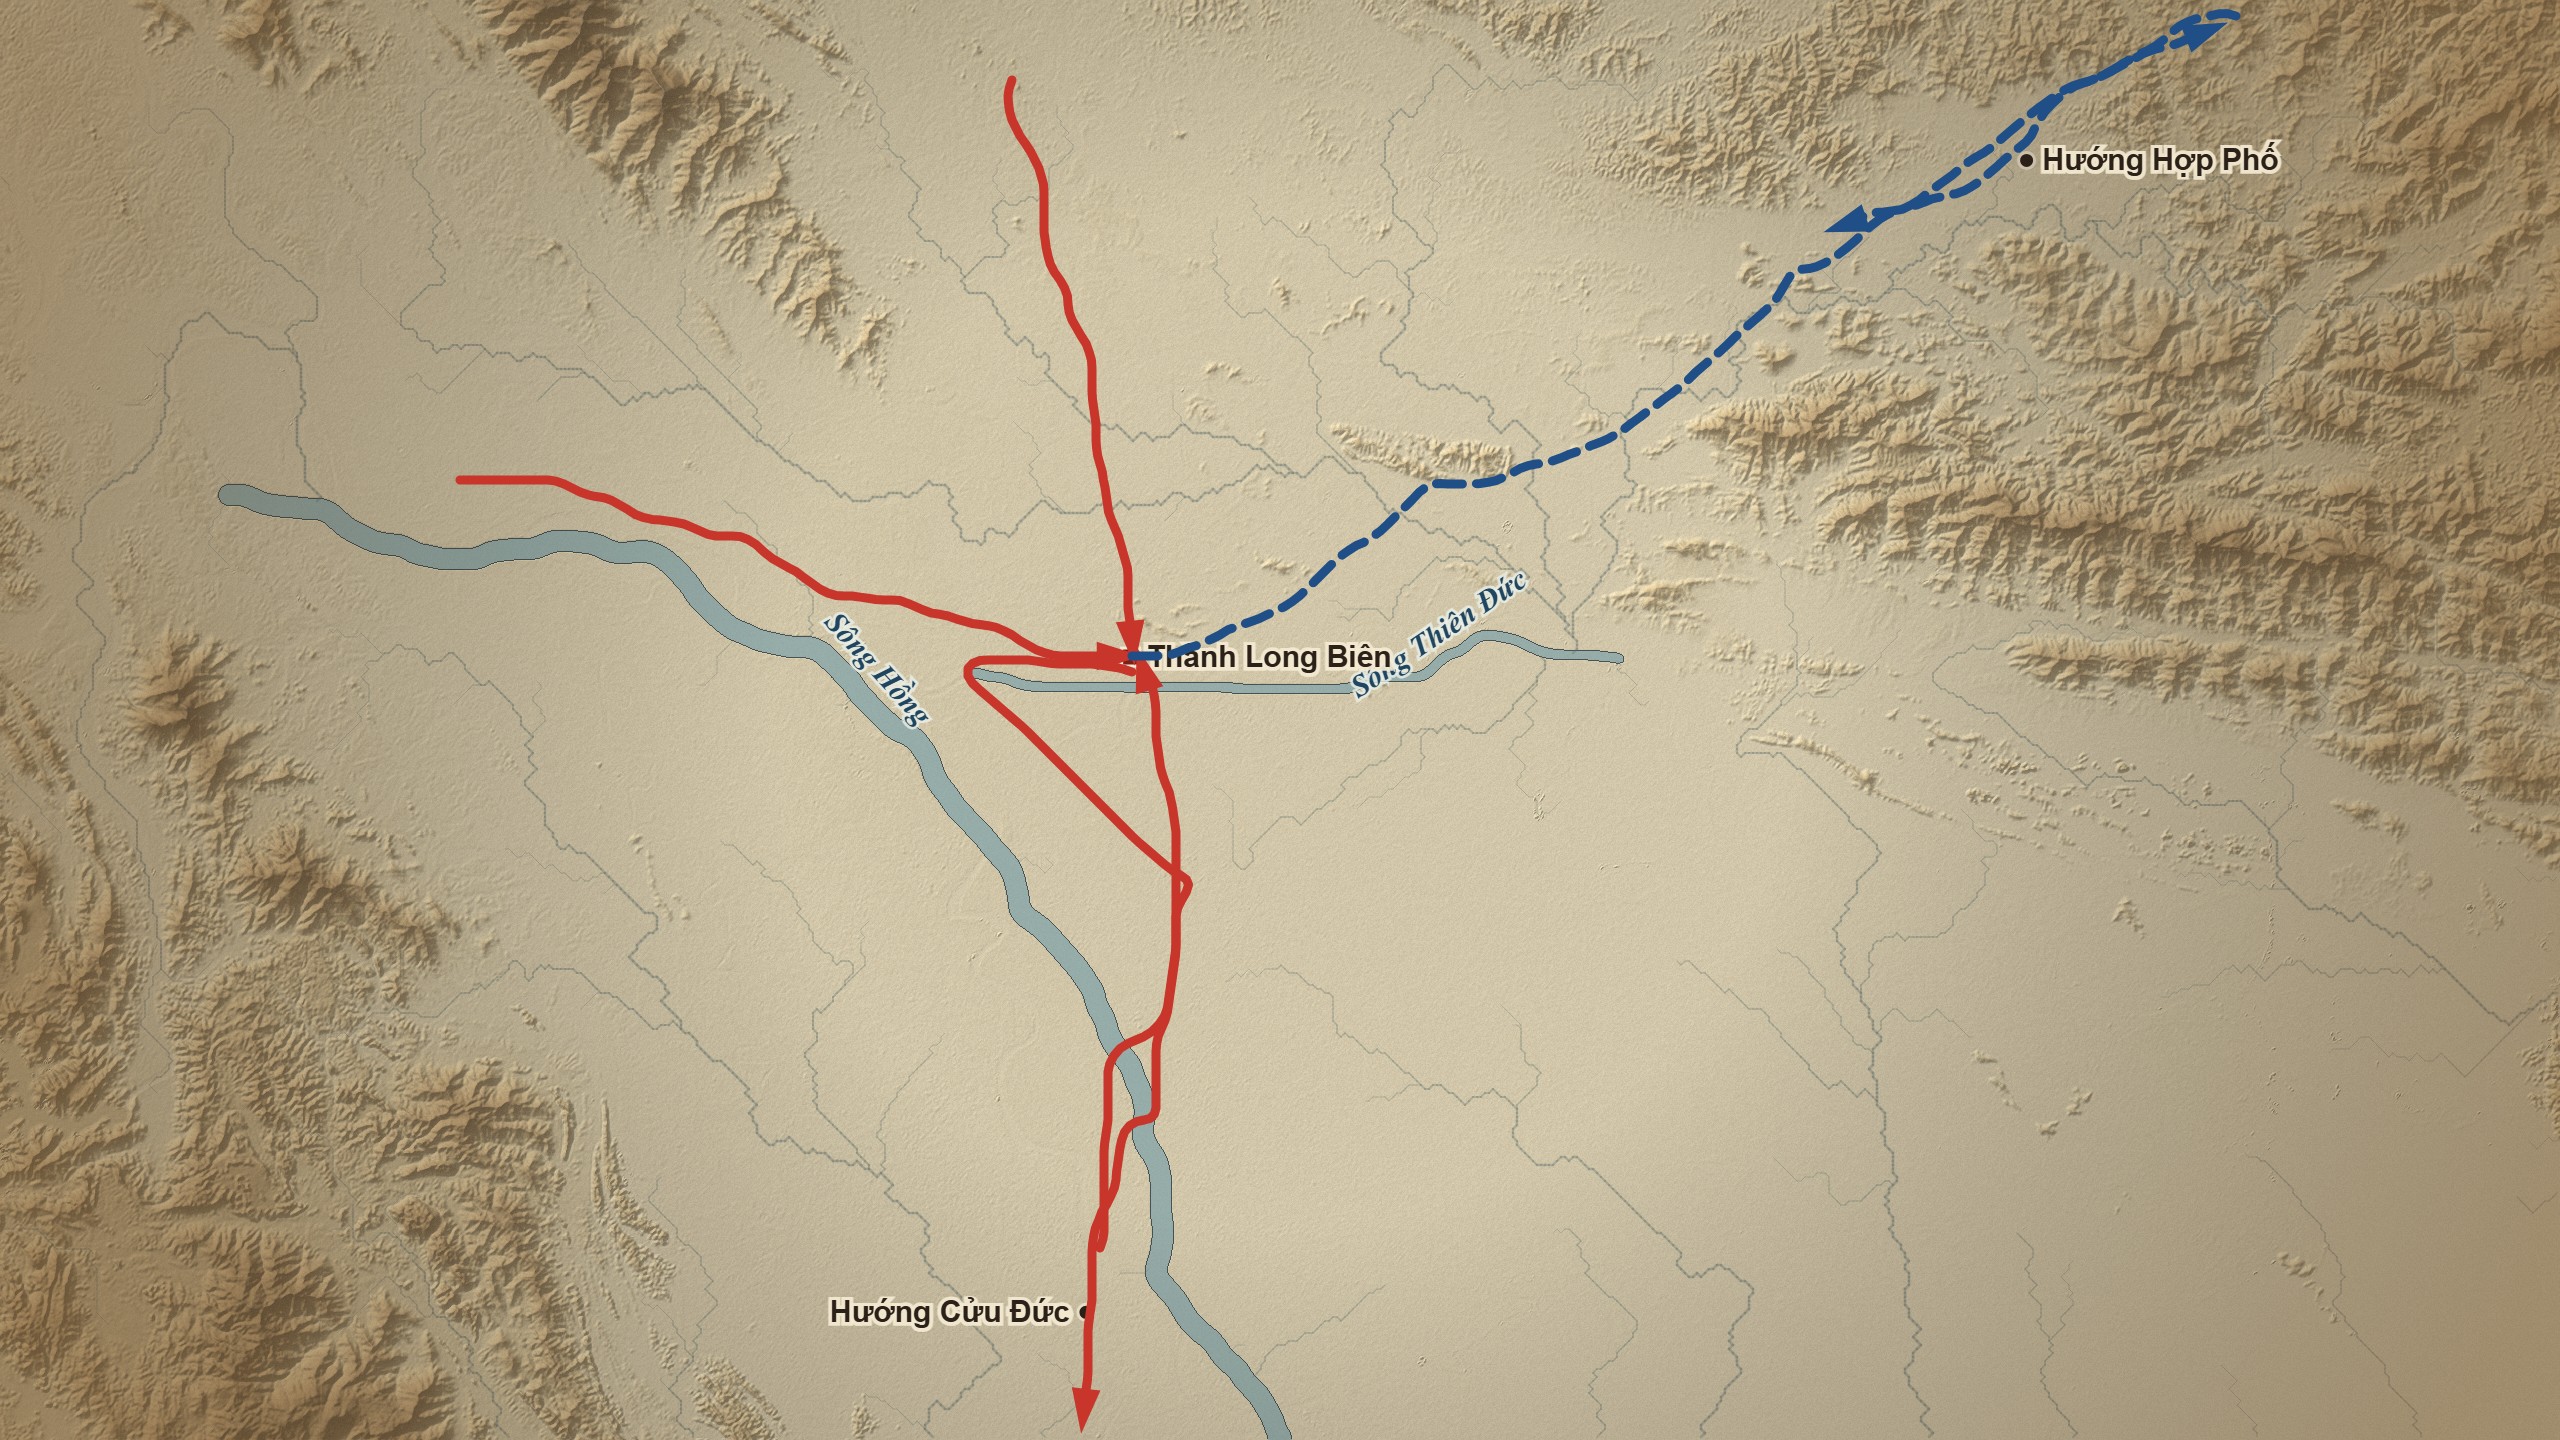 Hướng Hợp Phố
Sông Thiên Đức
Sông Hồng
Thành Long Biên
Hướng Cửu Đức